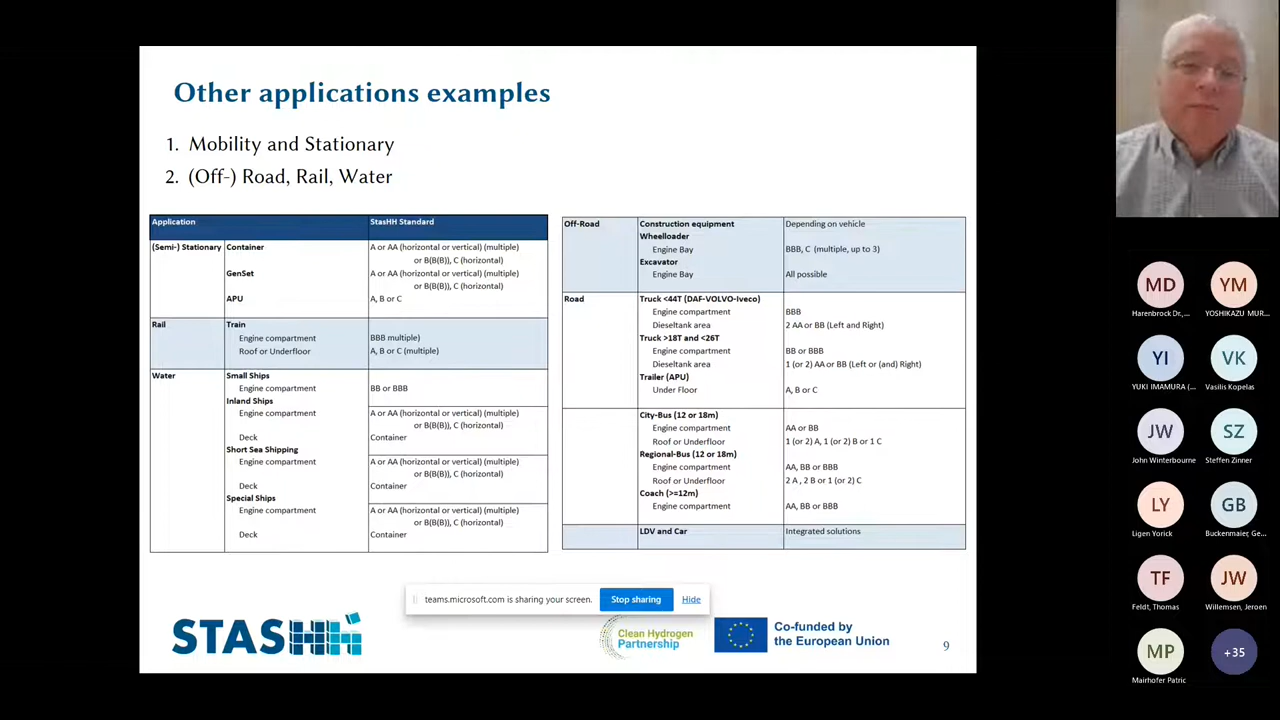 Other applications examples
1. Mobility and Stationary
2. (Off-) Road, Rail, Water
Application StasHH Standard
(Semi-) Stationary Container A or AA (horizontal or vertical) (multiple)
or B(B(B)), C (horizontal)
GenSet A or AA (horizontal or vertical) (multiple)
or B(B(B)), C (horizontal)
APU A, B or C
Rail Train
Engine compartment BBB multiple)
Roof or Underfloor A, B or C (multiple)
Water Small Ships
Engine compartment BB or BBB
Inland Ships
Engine compartment A or AA (horizontal or vertical) (multiple)
or B(B(B)), C (horizontal)
Deck Container
Short Sea Shipping
Engine compartment A or AA (horizontal or vertical) (multiple)
or B(B(B)), C (horizontal)
Deck Container
Special Ships
Engine compartment A or AA (horizontal or vertical) (multiple)
or B(B(B)), C (horizontal)
Deck Container
Off-Road Construction equipment Depending on vehicle
Wheelloader
Engine Bay BBB, C (multiple, up to 3)
Excavator
Engine Bay All possible
Road Truck <44T (DAF-VOLVO-Iveco)
Engine compartment BBB
Dieseltank area 2 AA or BB (Left and Right)
Truck >18T and <26T
Engine compartment BB or BBB
Dieseltank area 1 (or 2) AA or BB (Left or (and) Right)
Trailer (APU)
Under Floor A, B or C
City-Bus (12 or 18m)
Engine compartment AA or BB
Roof or Underfloor 1 (or 2) A, 1 (or 2) B or 1 C
Regional-Bus (12 or 18m)
Engine compartment AA, BB or BBB
Roof or Underfloor 2 A , 2 B or 1 (or 2) C
Coach (>=12m)
Engine compartment AA, BB or BBB
LDV and Car Integrated solutions
teams.microsoft.com is sharing your screen. Stop sharing Hide
STASHH
Clean Hydrogen
Partnership
Co-funded by
the European Union
9
MD YM
Harenbrock Dr.,... YOSHIKAZU MUR...
YI VK
YUKI IMAMURA (... Vasilis Kopelas
JW SZ
John Winterbourne Steffen Zinner
LY GB
Ligen Yorick Buckenmaier, Ge...
TF JW
Feldt, Thomas Willemsen, Jeroen
MP +35
Mairhofer Patric